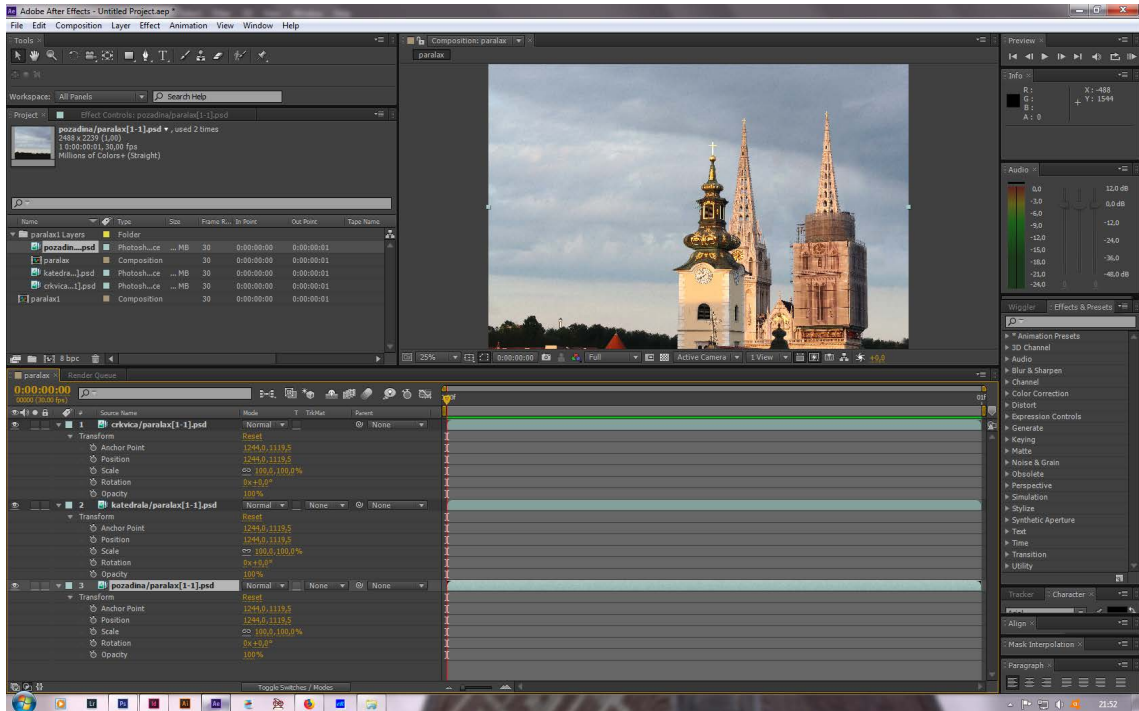 Adobe After Effects - Untitled Project.aep *
File Edit Composition Layer Effect Animation View Window Help
Tools
Workspace: All Panels Search Help
Project Effect Controls: pozadina/paralax[1-1].psd
pozadina/paralax[1-1].psd , used 2 times
2488 x 2239 (1,00)
1 0:00:00:01, 30,00 fps
Millions of Colors+ (Straight)
Name Type Size Frame R... In Point Out Point Tape Name
paralax1 Layers Folder
pozadin....psd Photosh...ce ... MB 30 0:00:00:00 0:00:00:01
paralax Composition 30 0:00:00:00 0:00:00:01
katedra...].psd Photosh...ce ... MB 30 0:00:00:00 0:00:00:01
crkvica...1].psd Photosh...ce ... MB 30 0:00:00:00 0:00:00:01
paralax1 Composition 30 0:00:00:00 0:00:00:01
8 bpc
Composition: paralax
paralax
25% 0:00:00:00 Full Active Camera 1 View +0,0
Preview
Info
R: X: -488
G: Y: 1544
B:
A: 0
Audio
0,0 12,0 dB
-3,0 0,0 dB
-6,0
-9,0 -12,0
-12,0 -24,0
-15,0
-18,0 -36,0
-21,0 -48,0 dB
-24,0 0 0
Wiggler Effects & Presets
* Animation Presets
3D Channel
Audio
Blur & Sharpen
Channel
Color Correction
Distort
Expression Controls
Generate
Keying
Matte
Noise & Grain
Obsolete
Perspective
Simulation
Stylize
Synthetic Aperture
Text
Time
Transition
Utility
Tracker Character
Align
Mask Interpolation
Paragraph
paralax Render Queue
0:00:00:00
00000 (30.00 fps)
# Source Name Mode T TrkMat Parent
1 crkvica/paralax[1-1].psd Normal None
Transform Reset
Anchor Point 1244,0,1119,5
Position 1244,0,1119,5
Scale 100,0,100,0%
Rotation 0x+0,0°
Opacity 100%
2 katedrala/paralax[1-1].psd Normal None None
Transform Reset
Anchor Point 1244,0,1119,5
Position 1244,0,1119,5
Scale 100,0,100,0%
Rotation 0x+0,0°
Opacity 100%
3 pozadina/paralax[1-1].psd Normal None None
Transform Reset
Anchor Point 1244,0,1119,5
Position 1244,0,1119,5
Scale 100,0,100,0%
Rotation 0x+0,0°
Opacity 100%
Toggle Switches / Modes
Lr Ps Id Ai Ae
21:52